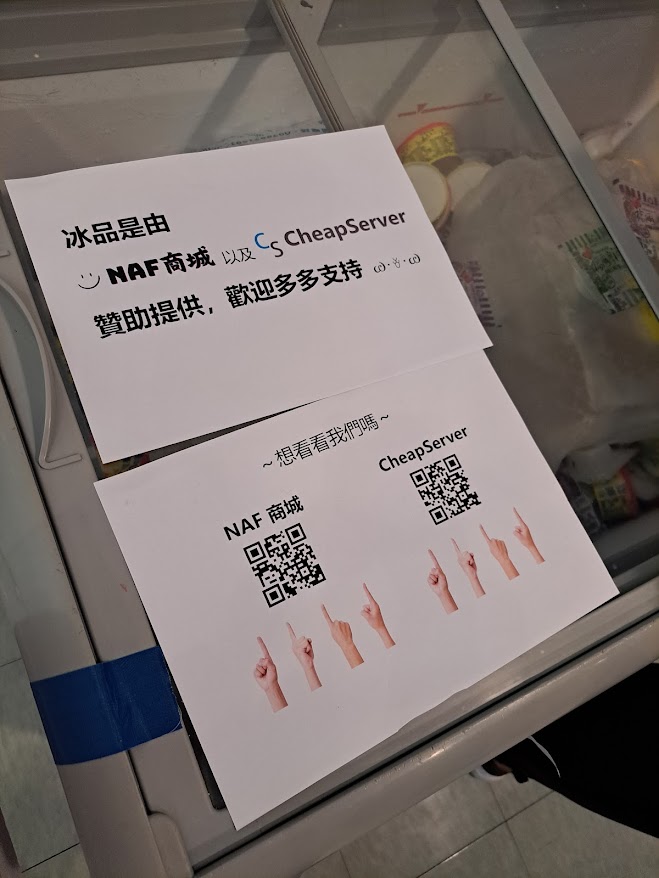 冰品是由
NAF商城 以及 CS CheapServer
贊助提供，歡迎多多支持 ω·ㅎ·ω
~ 想看看我們嗎 ~
NAF 商城
CheapServer